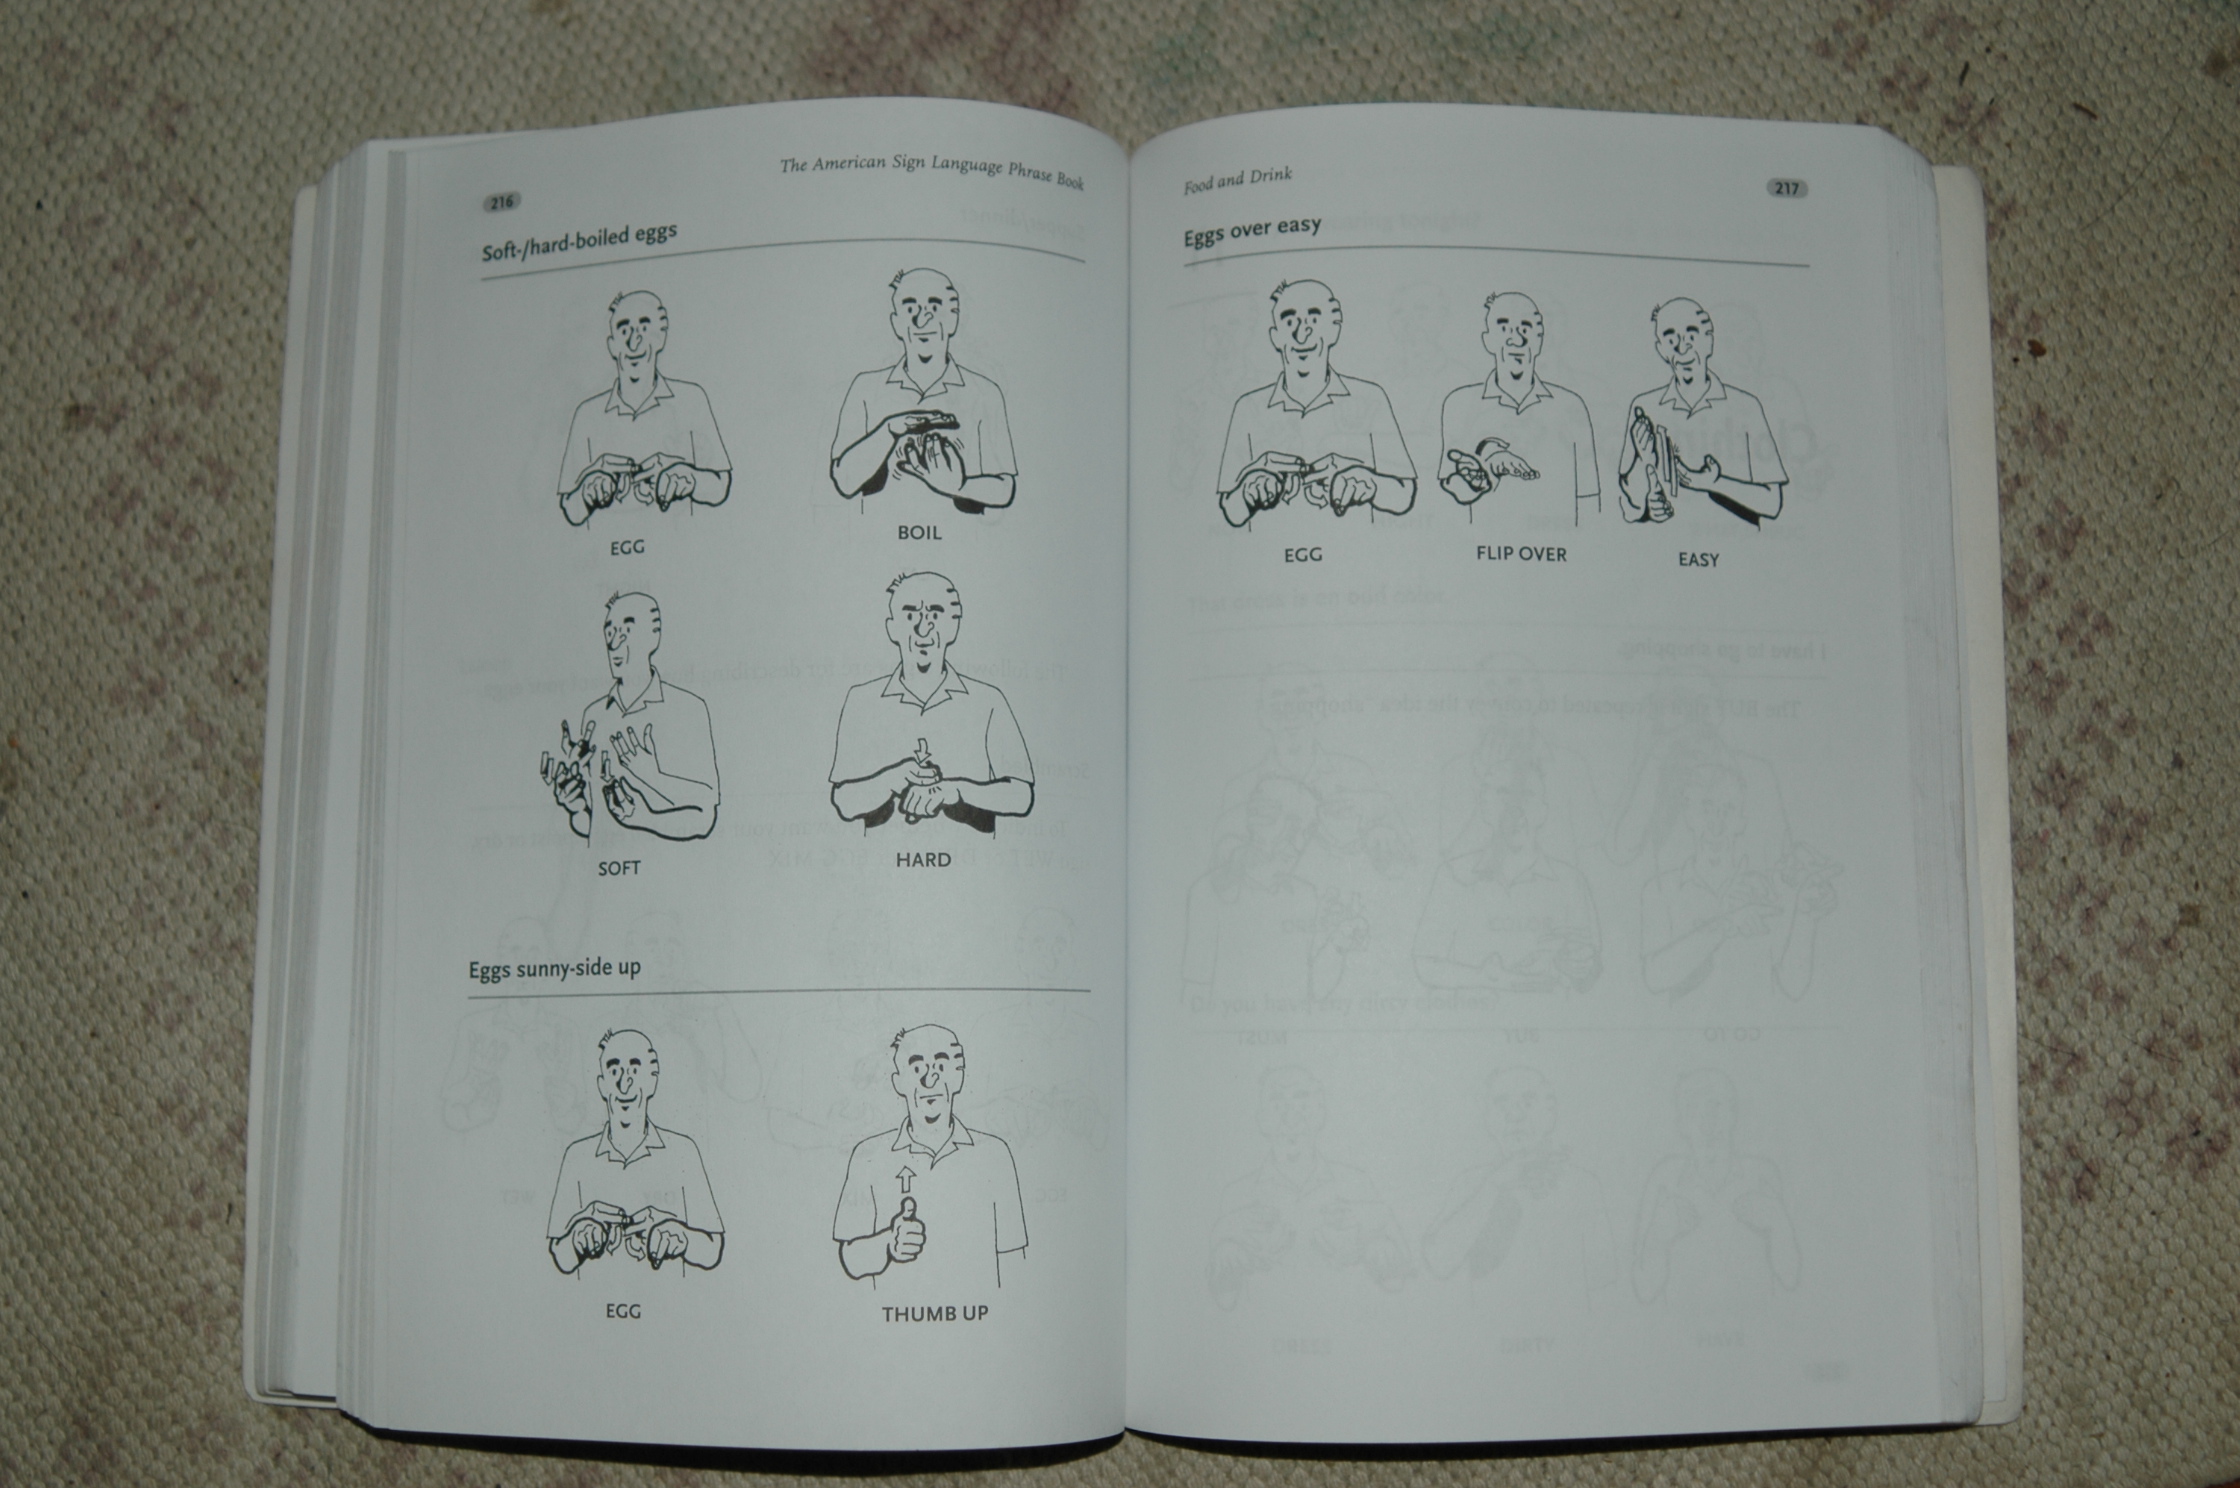 216
The American Sign Language Phrase Book
Soft-/hard-boiled eggs
EGG
BOIL
SOFT
HARD
Eggs sunny-side up
EGG
THUMB UP
Food and Drink
217
Eggs over easy
EGG
FLIP OVER
EASY